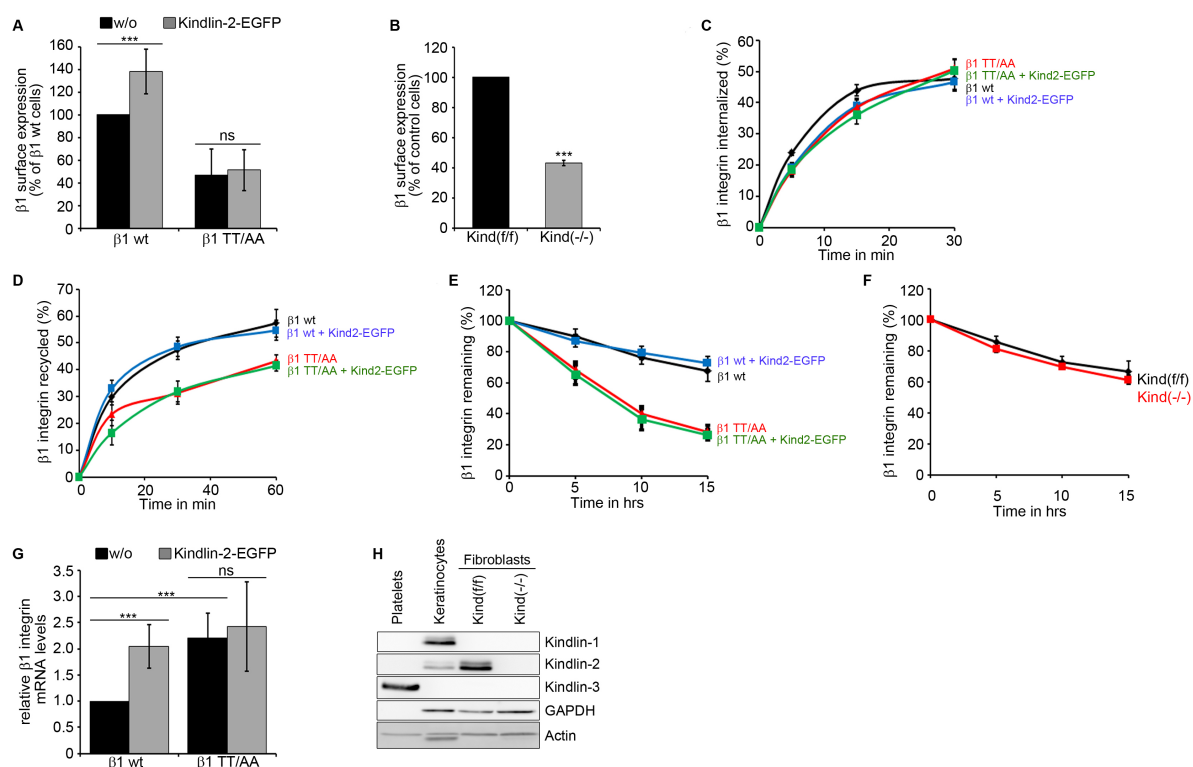 A
w/o
Kindlin-2-EGFP
β1 surface expression
(% of β1 wt cells)
160
140
120
100
80
60
40
20
0
***
ns
β1 wt
β1 TT/AA
B
β1 surface expression
(% of control cells)
120
100
80
60
40
20
0
***
Kind(f/f)
Kind(-/-)
C
β1 integrin internalized (%)
60
50
40
30
20
10
0
0
10
20
30
Time in min
β1 TT/AA
β1 TT/AA + Kind2-EGFP
β1 wt
β1 wt + Kind2-EGFP
D
β1 integrin recycled (%)
70
60
50
40
30
20
10
0
0
20
40
60
Time in min
β1 wt
β1 wt + Kind2-EGFP
β1 TT/AA
β1 TT/AA + Kind2-EGFP
E
β1 integrin remaining (%)
120
100
80
60
40
20
0
0
5
10
15
Time in hrs
β1 wt + Kind2-EGFP
β1 wt
β1 TT/AA
β1 TT/AA + Kind2-EGFP
F
β1 integrin remaining (%)
120
100
80
60
40
20
0
0
5
10
15
Time in hrs
Kind(f/f)
Kind(-/-)
G
w/o
Kindlin-2-EGFP
relative β1 integrin
mRNA levels
3.5
3.0
2.5
2.0
1.5
1.0
0.5
0
***
***
ns
β1 wt
β1 TT/AA
H
Platelets
Keratinocytes
Fibroblasts
Kind(f/f)
Kind(-/-)
Kindlin-1
Kindlin-2
Kindlin-3
GAPDH
Actin